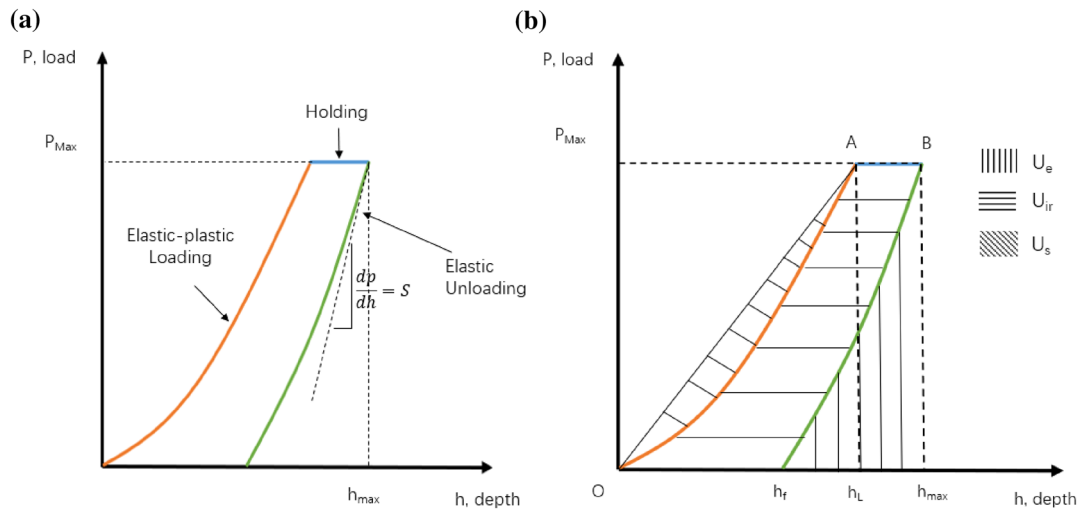 (a)
P, load
Holding
P_Max
Elastic-plastic
Loading
Elastic
Unloading
dp/dh = S
h_max
h, depth
(b)
P, load
P_Max
A
B
U_e
U_ir
U_s
O
h_f
h_L
h_max
h, depth